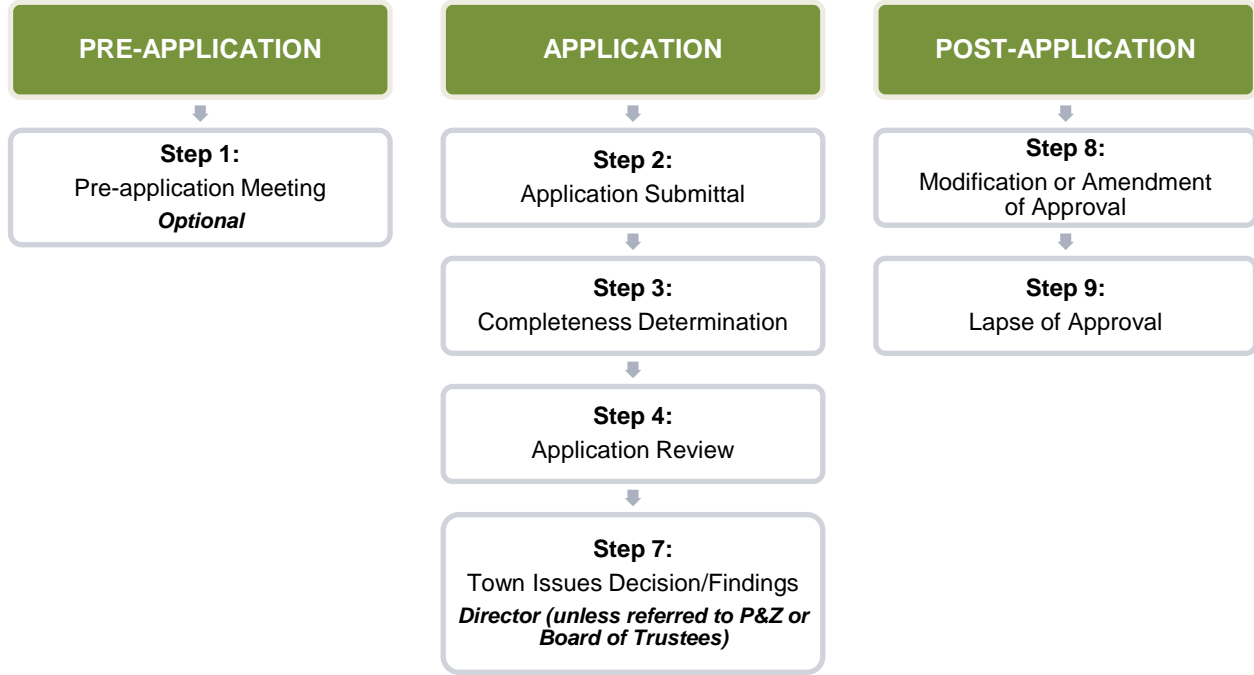 PRE-APPLICATION
Step 1:
Pre-application Meeting
Optional
APPLICATION
Step 2:
Application Submittal
Step 3:
Completeness Determination
Step 4:
Application Review
Step 7:
Town Issues Decision/Findings
Director (unless referred to P&Z or
Board of Trustees)
POST-APPLICATION
Step 8:
Modification or Amendment
of Approval
Step 9:
Lapse of Approval